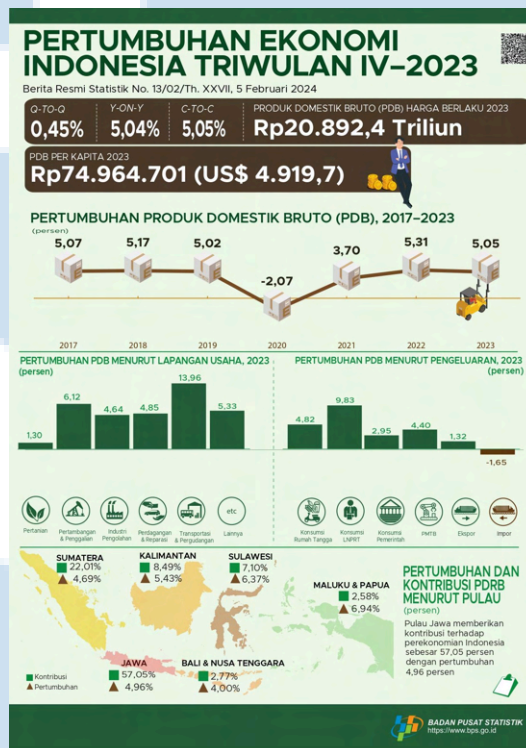 PERTUMBUHAN EKONOMI
INDONESIA TRIWULAN IV–2023
Berita Resmi Statistik No. 13/02/Th. XXVII, 5 Februari 2024
Q-TO-Q
0,45%
Y-ON-Y
5,04%
C-TO-C
5,05%
PRODUK DOMESTIK BRUTO (PDB) HARGA BERLAKU 2023
Rp20.892,4 Triliun
PDB PER KAPITA 2023
Rp74.964.701 (US$ 4.919,7)
PERTUMBUHAN PRODUK DOMESTIK BRUTO (PDB), 2017–2023
(persen)
5,07 5,17 5,02 -2,07 3,70 5,31 5,05
2017 2018 2019 2020 2021 2022 2023
PERTUMBUHAN PDB MENURUT LAPANGAN USAHA, 2023
(persen)
1,30 6,12 4,64 4,85 13,96 5,33
etc
Pertanian
Pertambangan
& Penggalian
Industri
Pengolahan
Perdagangan
& Reparasi
Transportasi
& Pergudangan
Lainnya
PERTUMBUHAN PDB MENURUT PENGELUARAN, 2023
(persen)
4,82 9,83 2,95 4,40 1,32 -1,65
Konsumsi
Rumah Tangga
Konsumsi
LNPRT
Konsumsi
Pemerintah
PMTB
Ekspor
Impor
SUMATERA
22,01%
4,69%
KALIMANTAN
8,49%
5,43%
SULAWESI
7,10%
6,37%
MALUKU & PAPUA
2,58%
6,94%
JAWA
57,05%
4,96%
BALI & NUSA TENGGARA
2,77%
4,00%
Kontribusi
Pertumbuhan
PERTUMBUHAN DAN
KONTRIBUSI PDRB
MENURUT PULAU
(persen)
Pulau Jawa memberikan
kontribusi terhadap
perekonomian Indonesia
sebesar 57,05 persen
dengan pertumbuhan
4,96 persen
BADAN PUSAT STATISTIK
https://www.bps.go.id